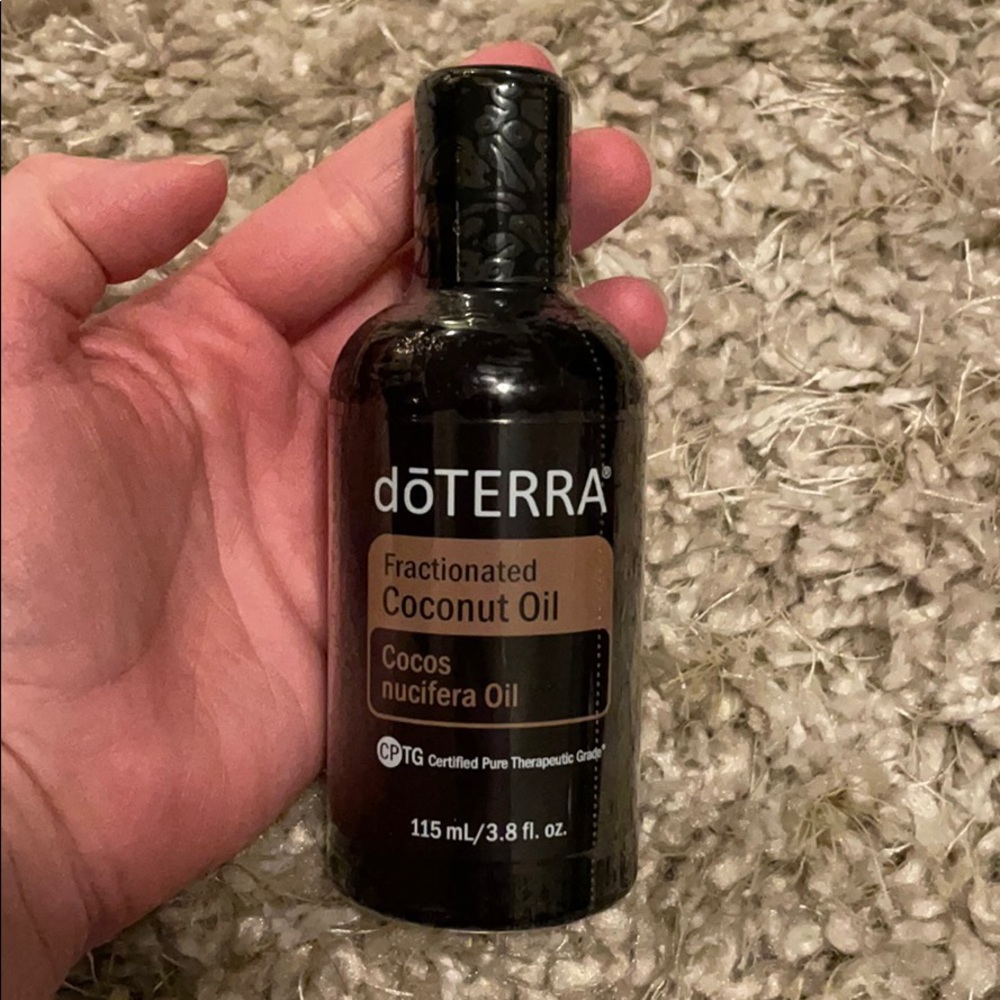 dōTERRA®
Fractionated
Coconut Oil
Cocos
nucifera Oil
CPTG Certified Pure Therapeutic Grade®
115 mL/3.8 fl. oz.